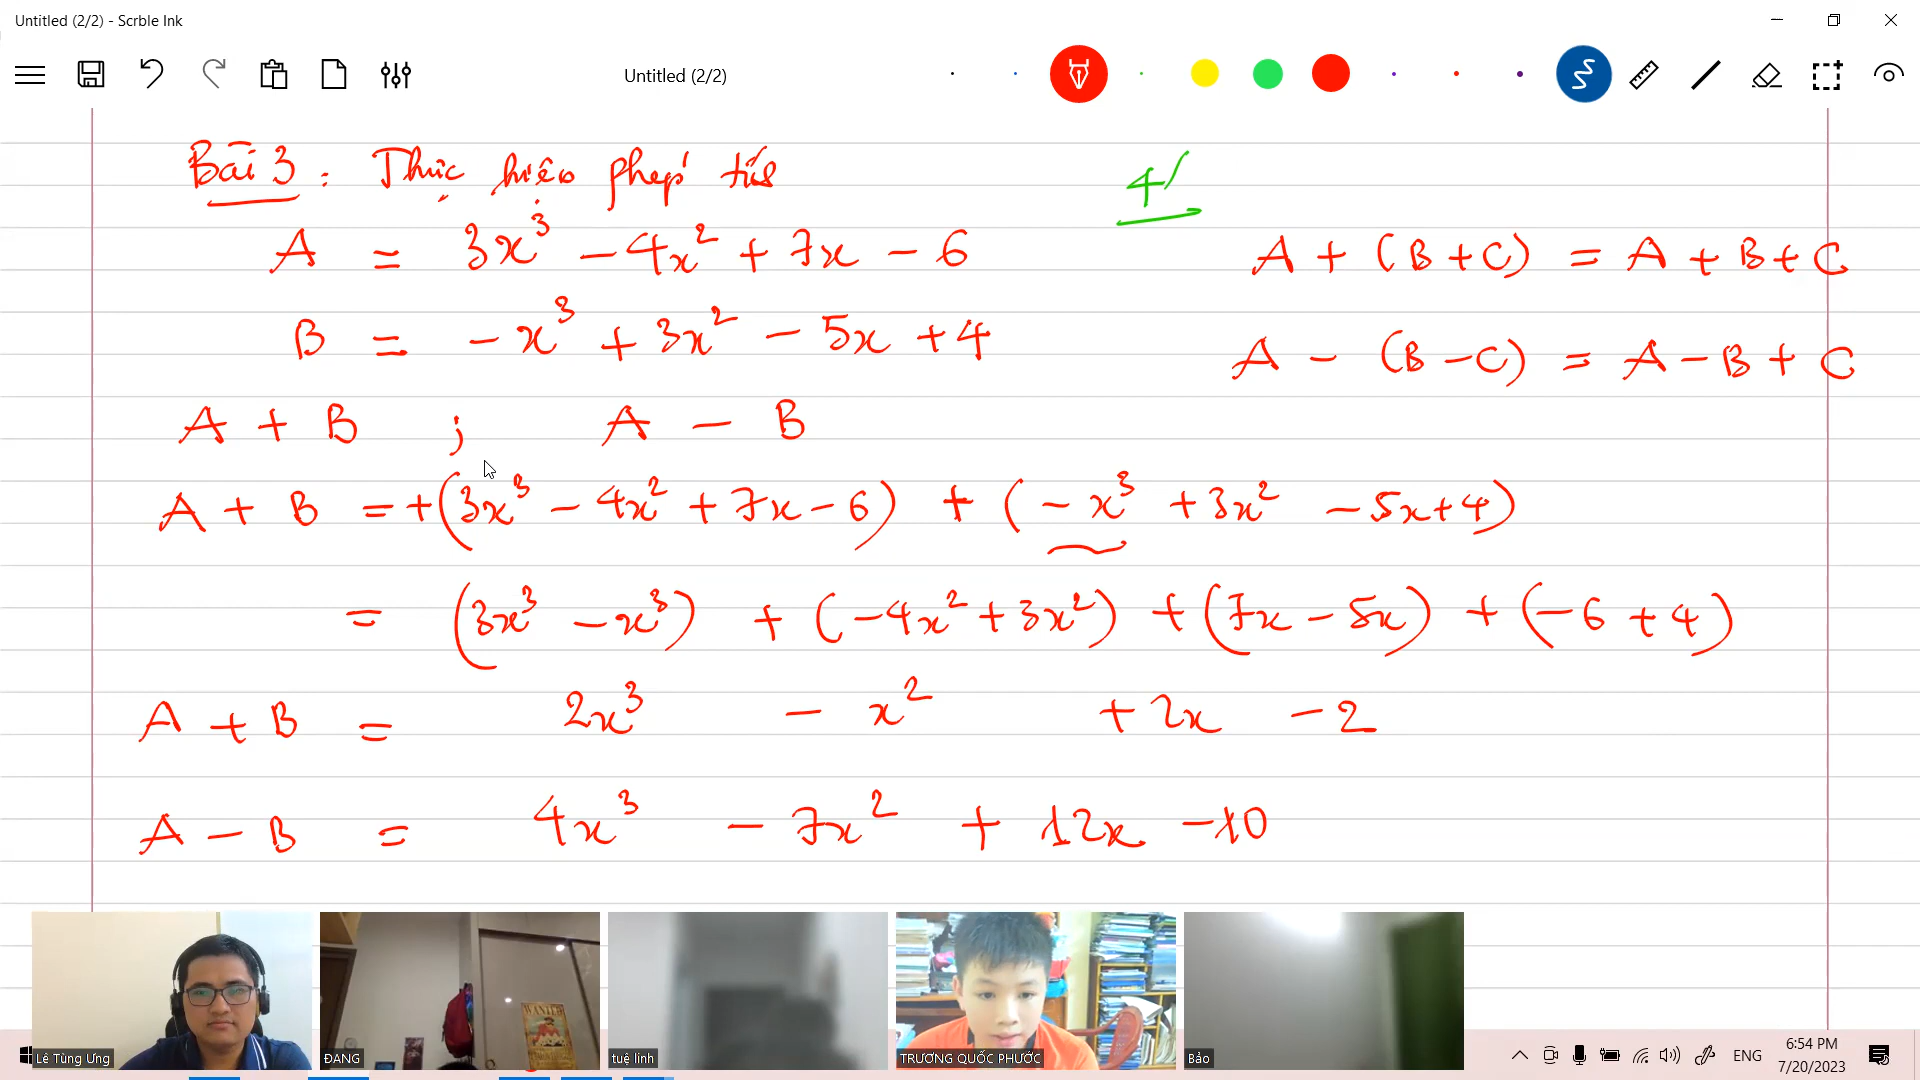 Untitled (2/2) - Scrble Ink
Untitled (2/2)
Bài 3 : Thực hiện phép tính
4'
A = 3x³ - 4x² + 7x - 6
A + (B + C) = A + B + C
B = - x³ + 3x² - 5x + 4
A - (B - C) = A - B + C
A + B ; A - B
A + B = + (3x³ - 4x² + 7x - 6) + (- x³ + 3x² - 5x + 4)
= (3x³ - x³) + (-4x² + 3x²) + (7x - 5x) + (-6 + 4)
A + B = 2x³ - x² + 2x - 2
A - B = 4x³ - 7x² + 12x - 10
WANTED
Lê Tùng Ưng
ĐANG
tuệ linh
TRƯƠNG QUỐC PHƯỚC
Bảo
ENG
6:54 PM
7/20/2023